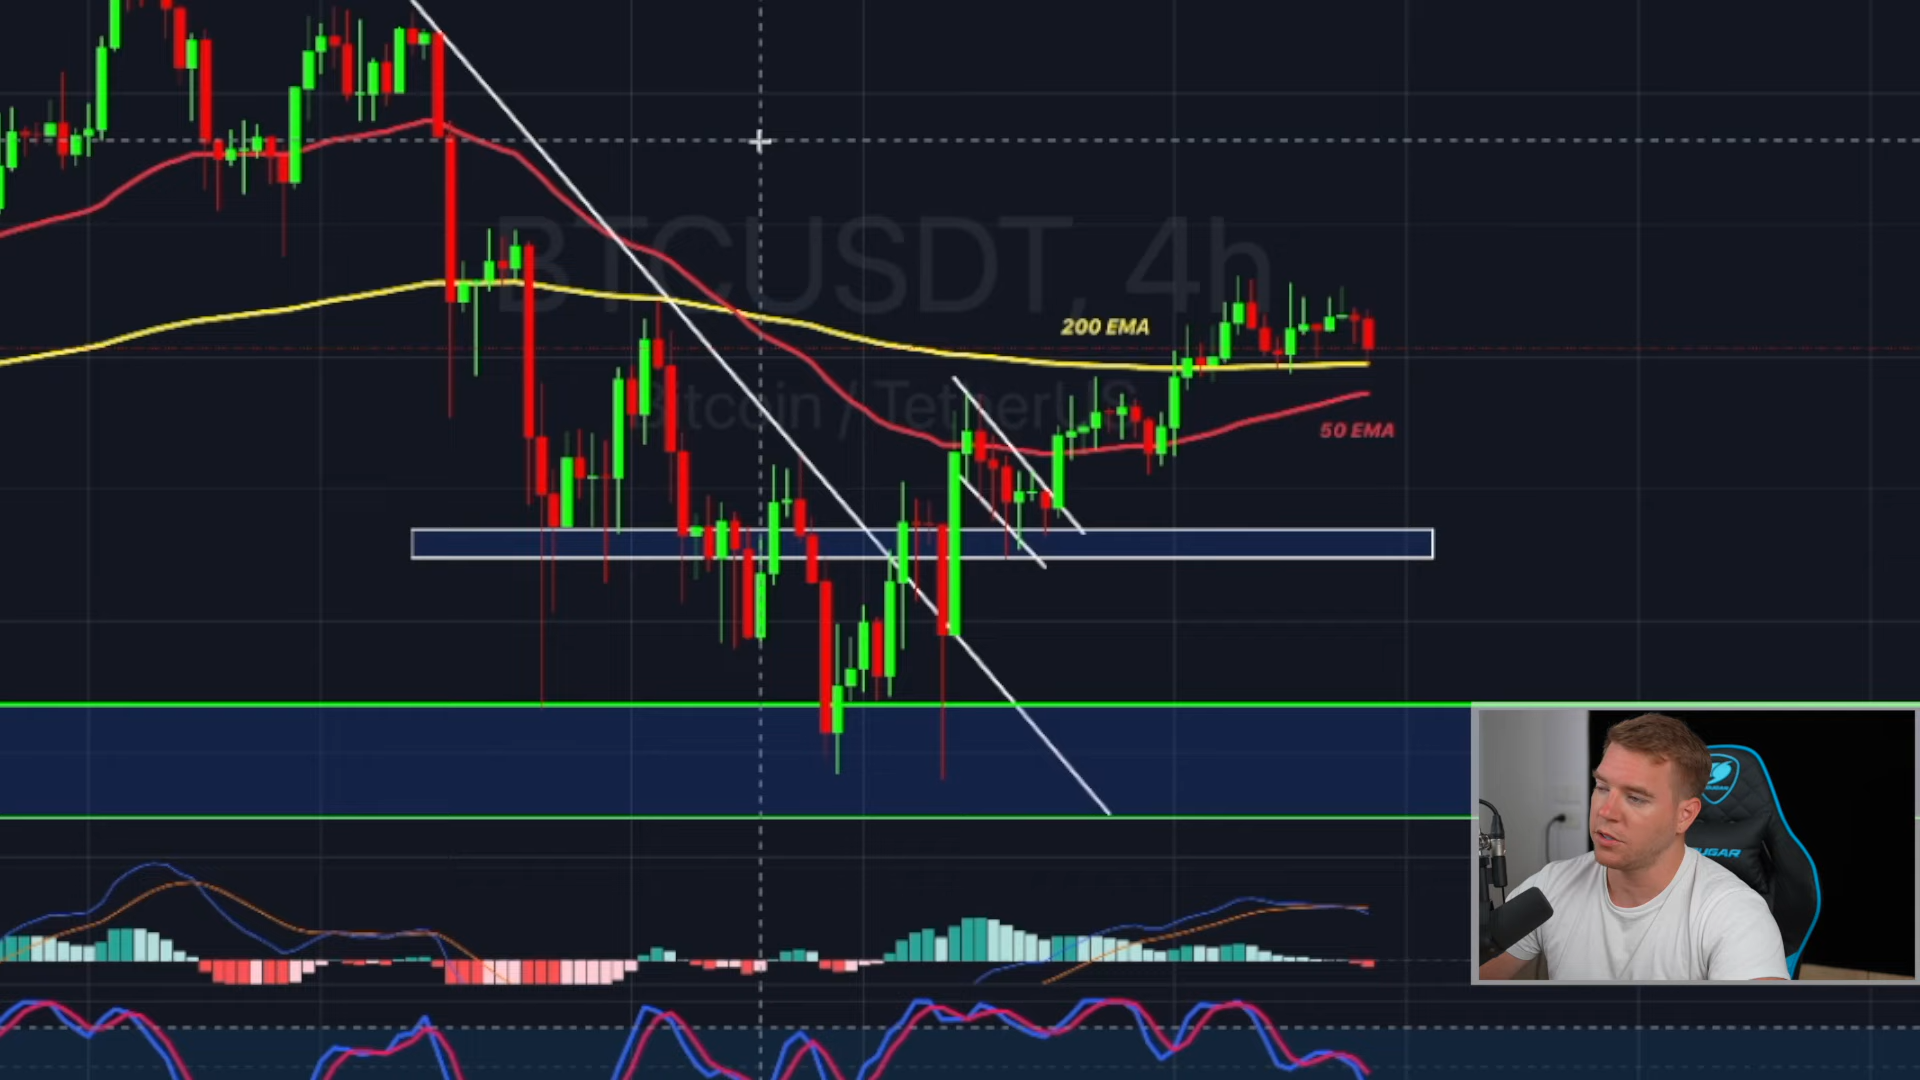 BTCUSDT, 4h
200 EMA
Bitcoin / TetherUS
50 EMA